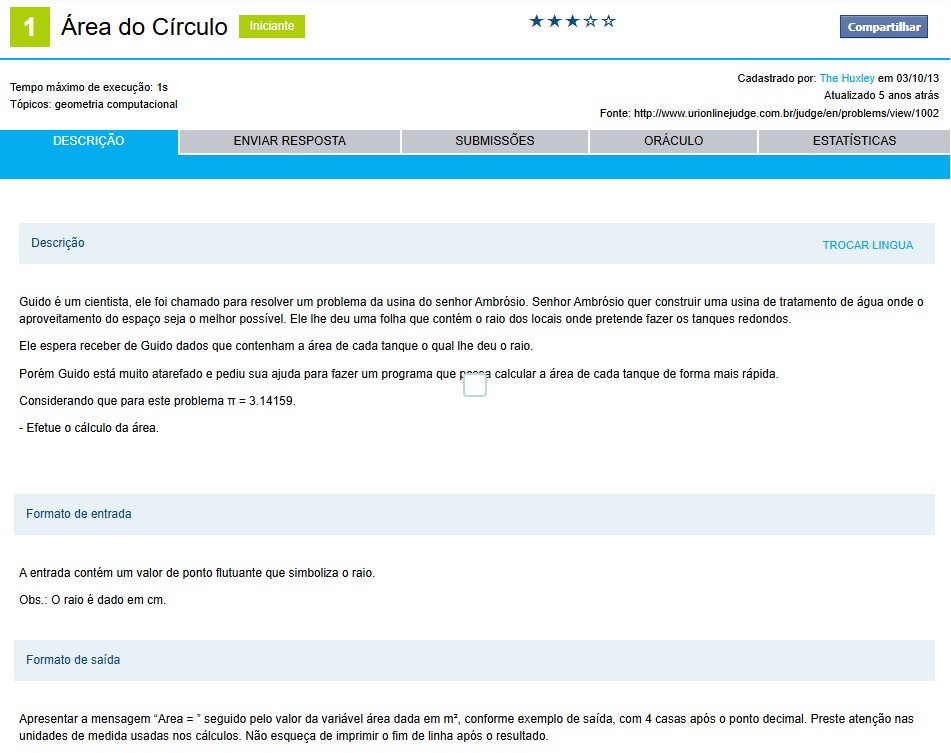 1 Área do Círculo Iniciante
Compartilhar
Tempo máximo de execução: 1s
Tópicos: geometria computacional
Cadastrado por: The Huxley em 03/10/13
Atualizado 5 anos atrás
Fonte: http://www.urionlinejudge.com.br/judge/en/problems/view/1002
DESCRIÇÃO ENVIAR RESPOSTA SUBMISSÕES ORÁCULO ESTATÍSTICAS
Descrição TROCAR LINGUA
Guido é um cientista, ele foi chamado para resolver um problema da usina do senhor Ambrósio. Senhor Ambrósio quer construir uma usina de tratamento de água onde o
aproveitamento do espaço seja o melhor possível. Ele lhe deu uma folha que contém o raio dos locais onde pretende fazer os tanques redondos.
Ele espera receber de Guido dados que contenham a área de cada tanque o qual lhe deu o raio.
Porém Guido está muito atarefado e pediu sua ajuda para fazer um programa que possa calcular a área de cada tanque de forma mais rápida.
Considerando que para este problema π = 3.14159.
- Efetue o cálculo da área.
Formato de entrada
A entrada contém um valor de ponto flutuante que simboliza o raio.
Obs.: O raio é dado em cm.
Formato de saída
Apresentar a mensagem “Area = ” seguido pelo valor da variável área dada em m², conforme exemplo de saída, com 4 casas após o ponto decimal. Preste atenção nas
unidades de medida usadas nos cálculos. Não esqueça de imprimir o fim de linha após o resultado.